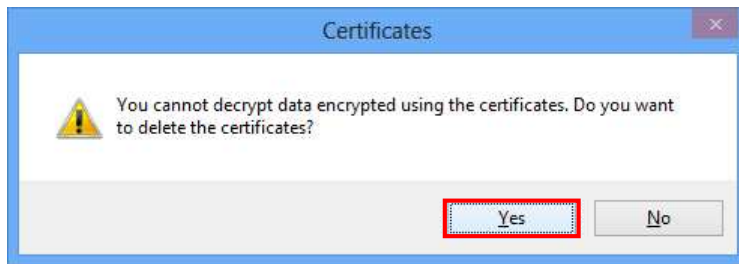 Certificates
You cannot decrypt data encrypted using the certificates. Do you want
to delete the certificates?
Yes
No